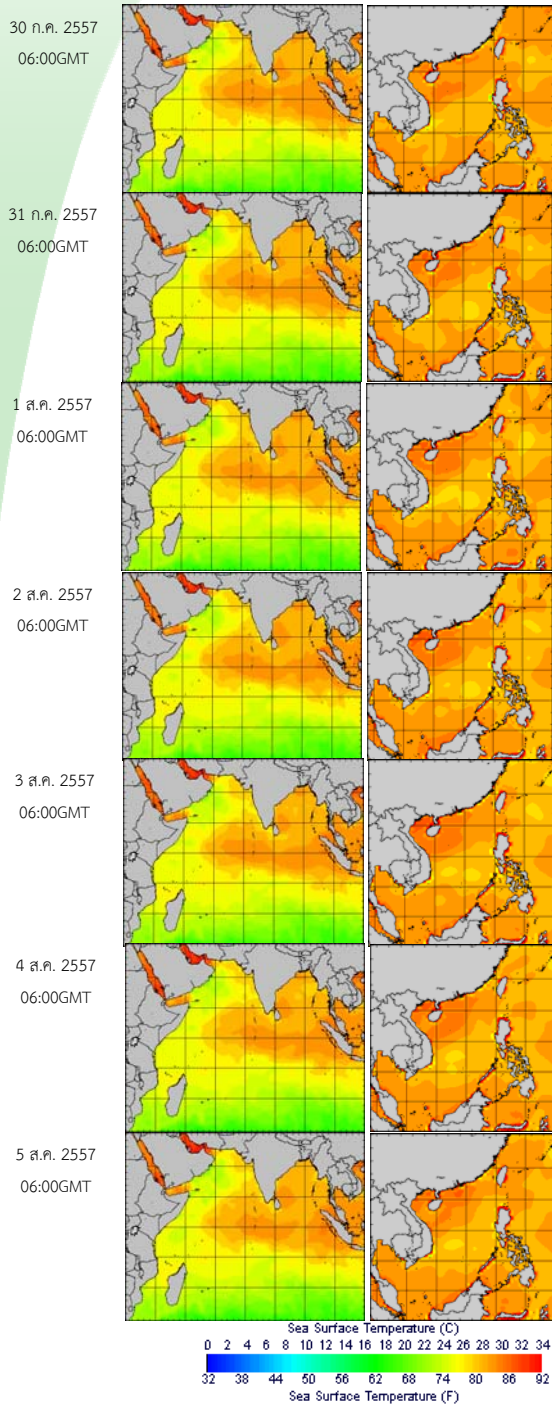 30 ก.ค. 2557
06:00GMT
31 ก.ค. 2557
06:00GMT
1 ส.ค. 2557
06:00GMT
2 ส.ค. 2557
06:00GMT
3 ส.ค. 2557
06:00GMT
4 ส.ค. 2557
06:00GMT
5 ส.ค. 2557
06:00GMT
Sea Surface Temperature (C)
0 2 4 6 8 10 12 14 16 18 20 22 24 26 28 30 32 34
32 38 44 50 56 62 68 74 80 86 92
Sea Surface Temperature (F)